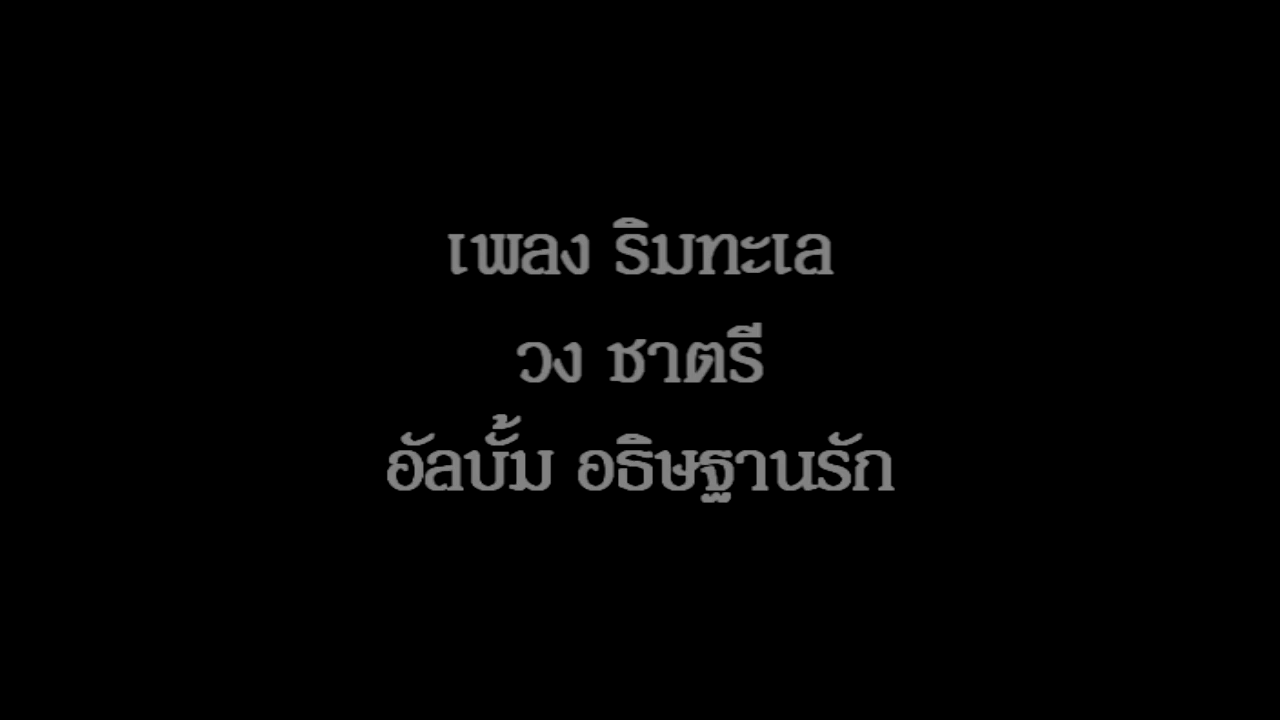 เพลง ริมทะเล
วง ชาตรี
อัลบั้ม อธิษฐานรัก